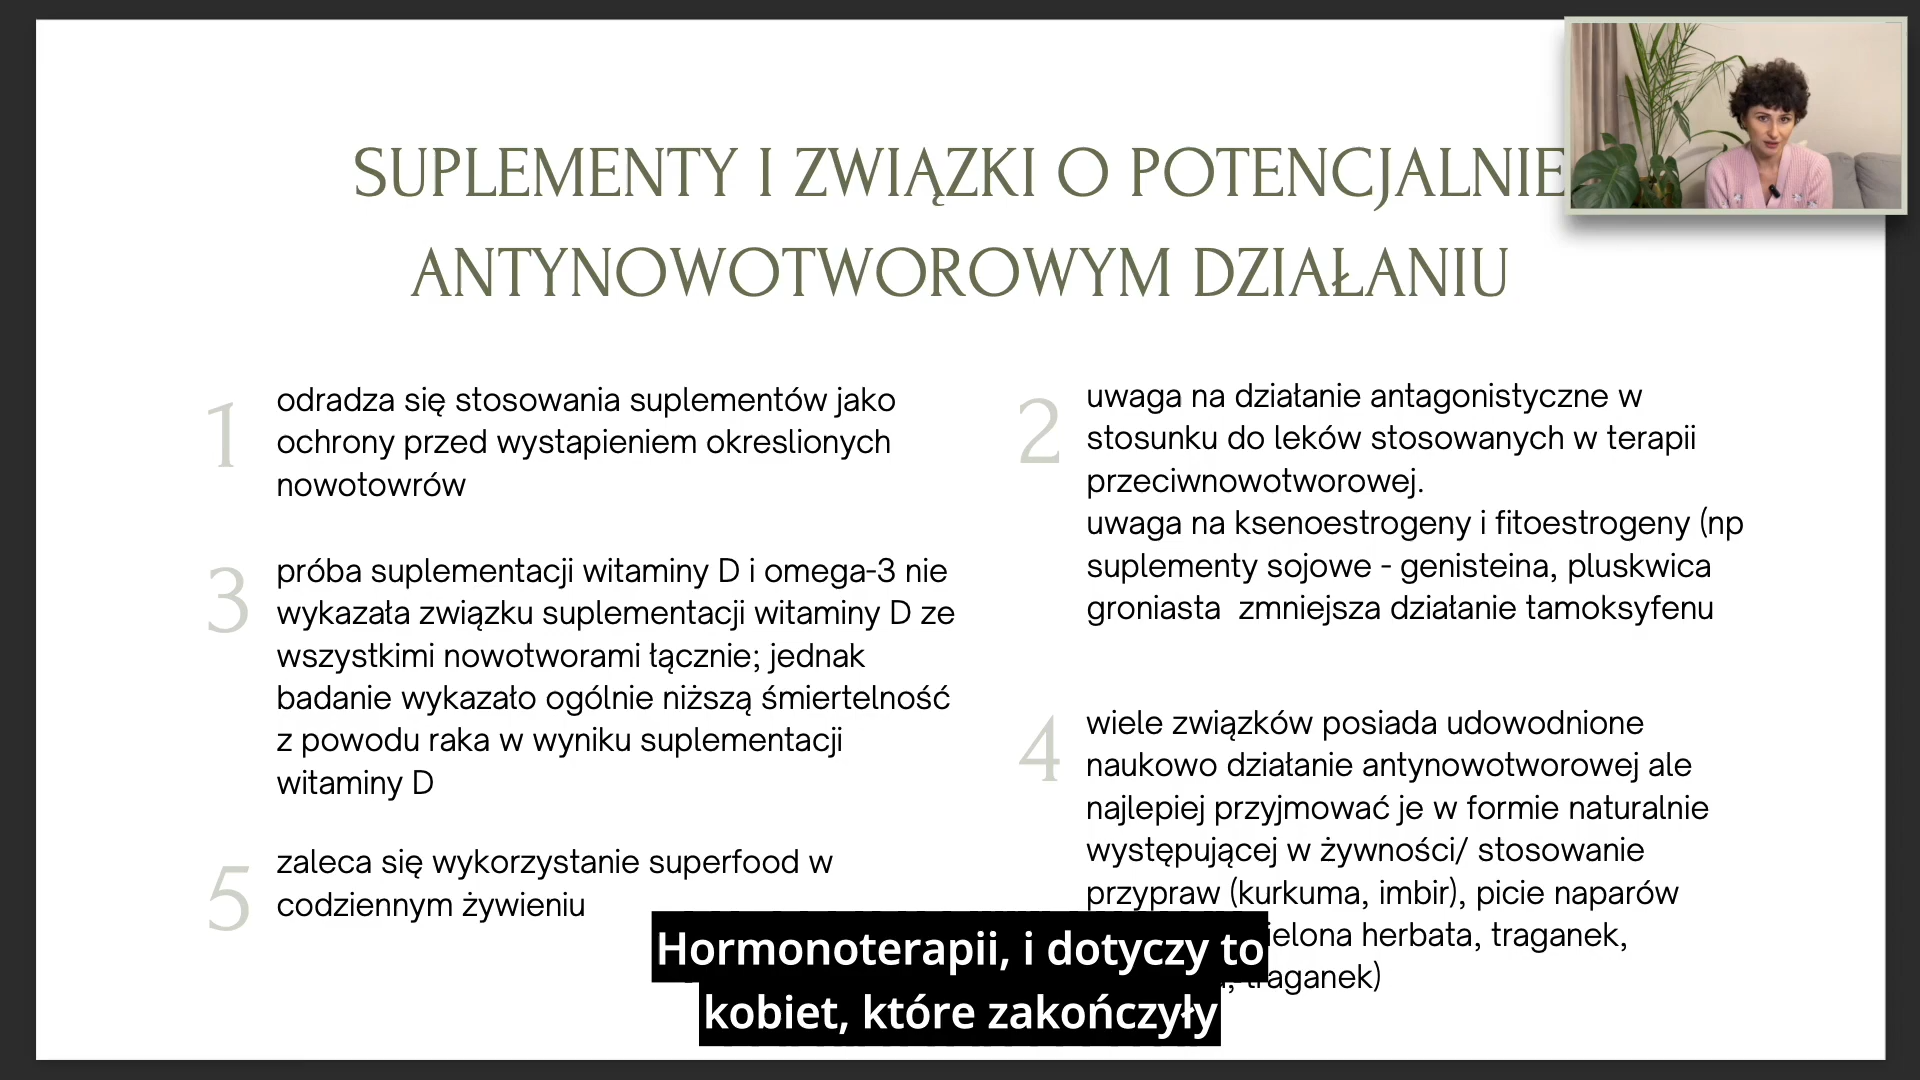 SUPLEMENTY I ZWIĄZKI O POTENCJALNIE
ANTYNOWOTWOROWYM DZIAŁANIU
1
odradza się stosowania suplementów jako
ochrony przed wystapieniem okreslionych
nowotowrów
2
uwaga na działanie antagonistyczne w
stosunku do leków stosowanych w terapii
przeciwnowotworowej.
uwaga na ksenoestrogeny i fitoestrogeny (np
suplementy sojowe - genisteina, pluskwica
groniasta zmniejsza działanie tamoksyfenu
3
próba suplementacji witaminy D i omega-3 nie
wykazała związku suplementacji witaminy D ze
wszystkimi nowotworami łącznie; jednak
badanie wykazało ogólnie niższą śmiertelność
z powodu raka w wyniku suplementacji
witaminy D
4
wiele związków posiada udowodnione
naukowo działanie antynowotworowej ale
najlepiej przyjmować je w formie naturalnie
występującej w żywności/ stosowanie
przypraw (kurkuma, imbir), picie naparów
herbata, traganek,
traganek)
5
zaleca się wykorzystanie superfood w
codziennym żywieniu
Hormonoterapii, i dotyczy to
kobiet, które zakończyły